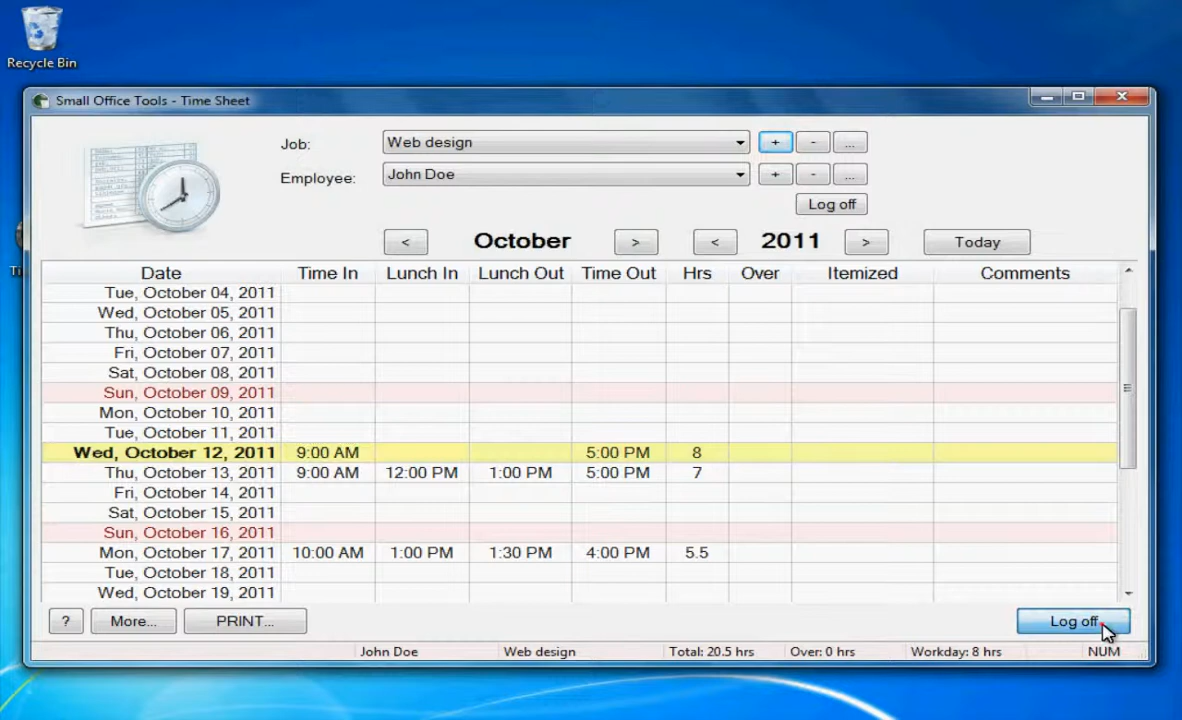 Recycle Bin
Small Office Tools - Time Sheet
Job: Web design + - ...
Employee: John Doe + - ...
Log off
< October > < 2011 > Today
Date Time In Lunch In Lunch Out Time Out Hrs Over Itemized Comments
Tue, October 04, 2011
Wed, October 05, 2011
Thu, October 06, 2011
Fri, October 07, 2011
Sat, October 08, 2011
Sun, October 09, 2011
Mon, October 10, 2011
Tue, October 11, 2011
Wed, October 12, 2011 9:00 AM 5:00 PM 8
Thu, October 13, 2011 9:00 AM 12:00 PM 1:00 PM 5:00 PM 7
Fri, October 14, 2011
Sat, October 15, 2011
Sun, October 16, 2011
Mon, October 17, 2011 10:00 AM 1:00 PM 1:30 PM 4:00 PM 5.5
Tue, October 18, 2011
Wed, October 19, 2011
? More... PRINT... Log off
John Doe Web design Total: 20.5 hrs Over: 0 hrs Workday: 8 hrs NUM